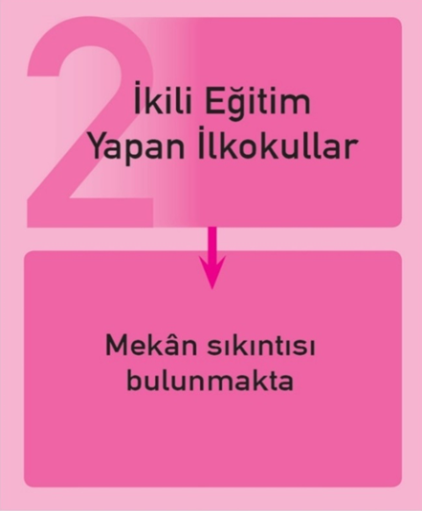 2
İkili Eğitim
Yapan İlkokullar
Mekân sıkıntısı
bulunmakta